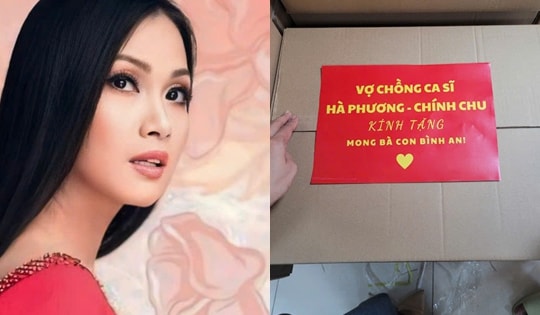 VỢ CHỒNG CA SĨ
HÀ PHƯƠNG - CHÍNH CHU
KÍNH TẶNG
MONG BÀ CON BÌNH AN!